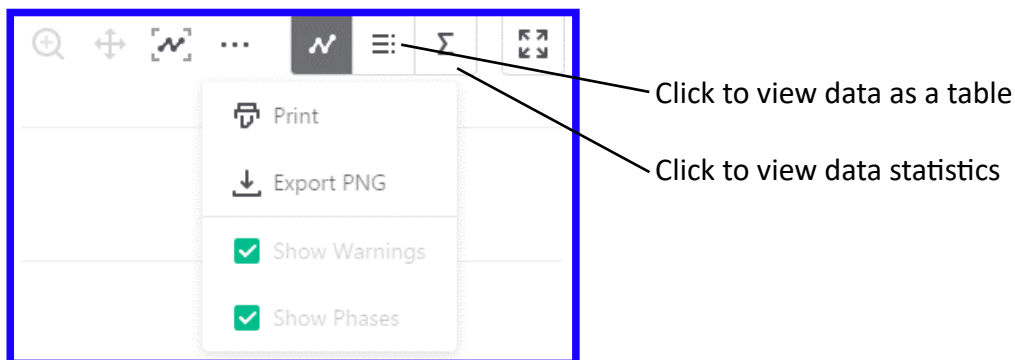 Σ
Click to view data as a table
Print
Click to view data statistics
Export PNG
Show Warnings
Show Phases